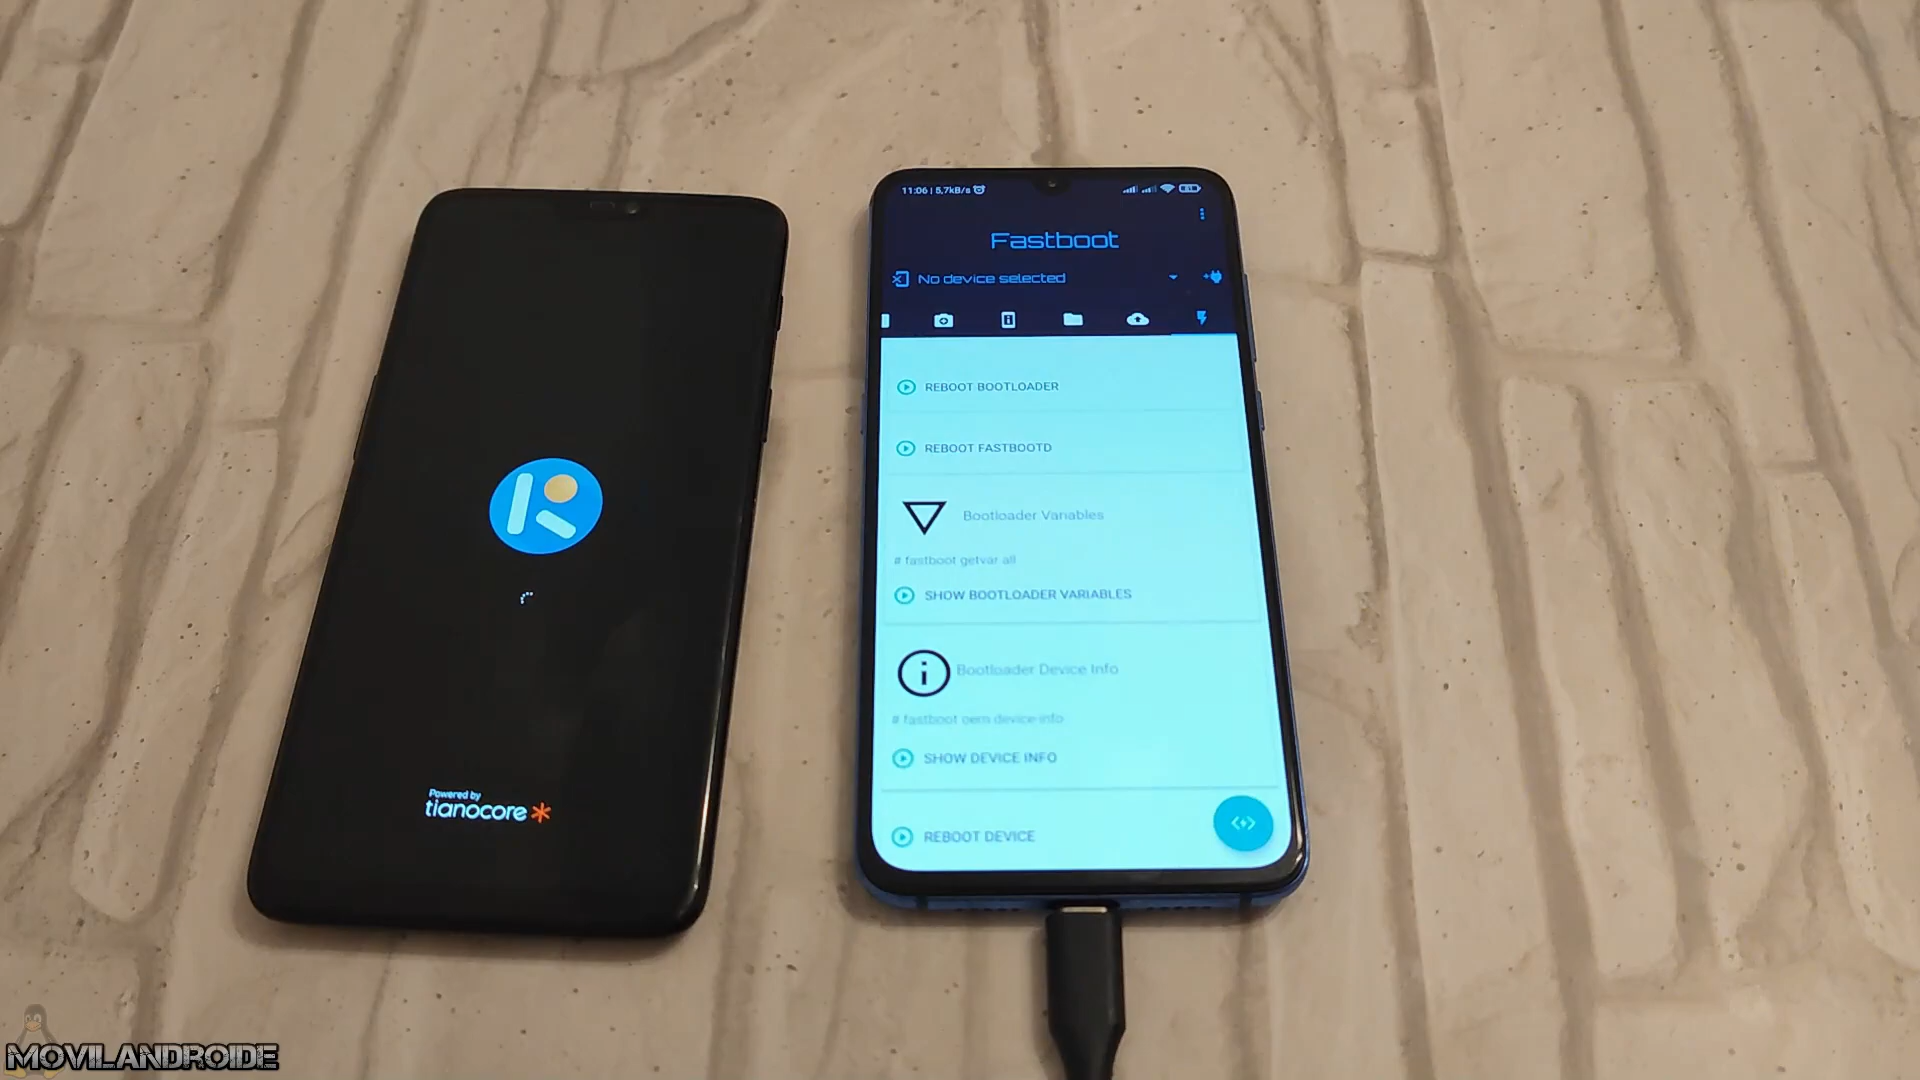 Powered by
tianocore
11:06 | 5,7kB/s
Fastboot
No device selected
REBOOT BOOTLOADER
REBOOT FASTBOOTD
Bootloader Variables
# fastboot getvar all
SHOW BOOTLOADER VARIABLES
Bootloader Device Info
# fastboot oem device-info
SHOW DEVICE INFO
REBOOT DEVICE
MOVILANDROIDE